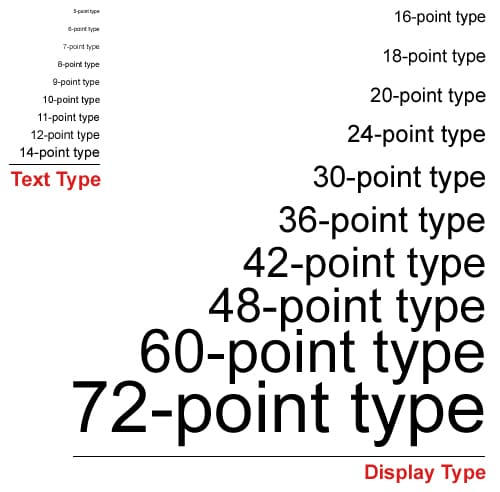 5-point type
6-point type
7-point type
8-point type
9-point type
10-point type
11-point type
12-point type
14-point type
Text Type
16-point type
18-point type
20-point type
24-point type
30-point type
36-point type
42-point type
48-point type
60-point type
72-point type
Display Type